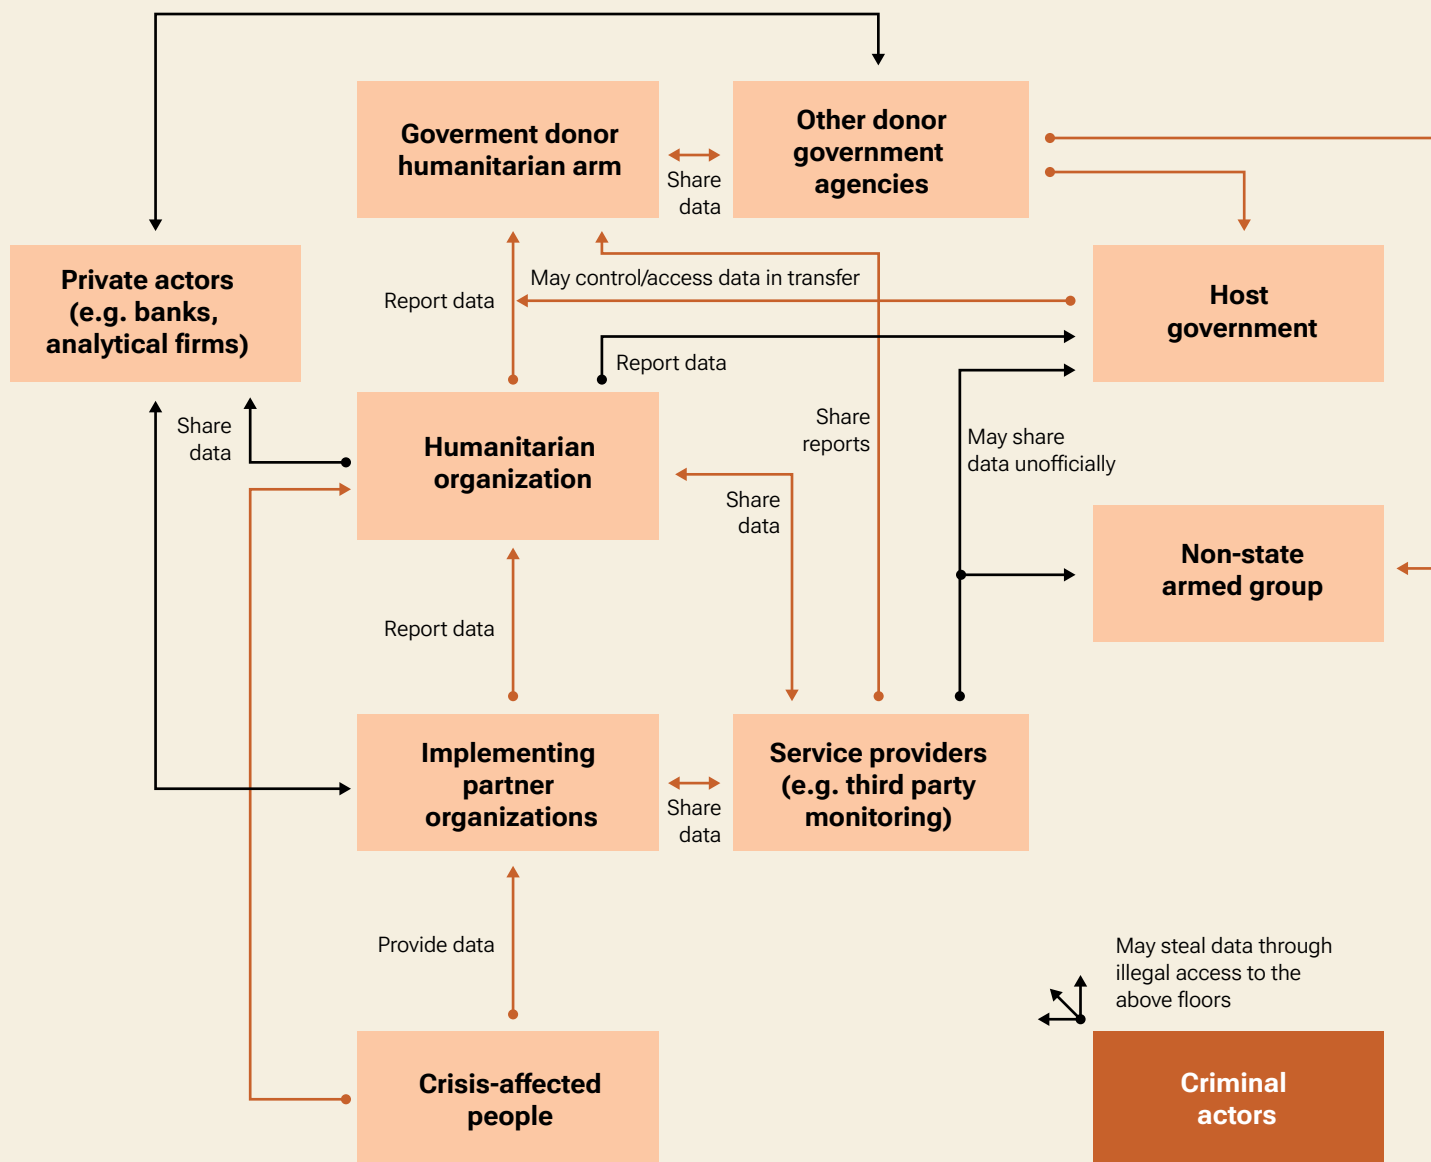 Goverment donor
humanitarian arm
Share
data
Other donor
government
agencies
Private actors
(e.g. banks,
analytical firms)
Report data
May control/access data in transfer
Host
government
Report data
Share
data
Humanitarian
organization
Share
reports
May share
data unofficially
Share
data
Non-state
armed group
Report data
Implementing
partner
organizations
Share
data
Service providers
(e.g. third party
monitoring)
Provide data
May steal data through
illegal access to the
above floors
Crisis-affected
people
Criminal
actors